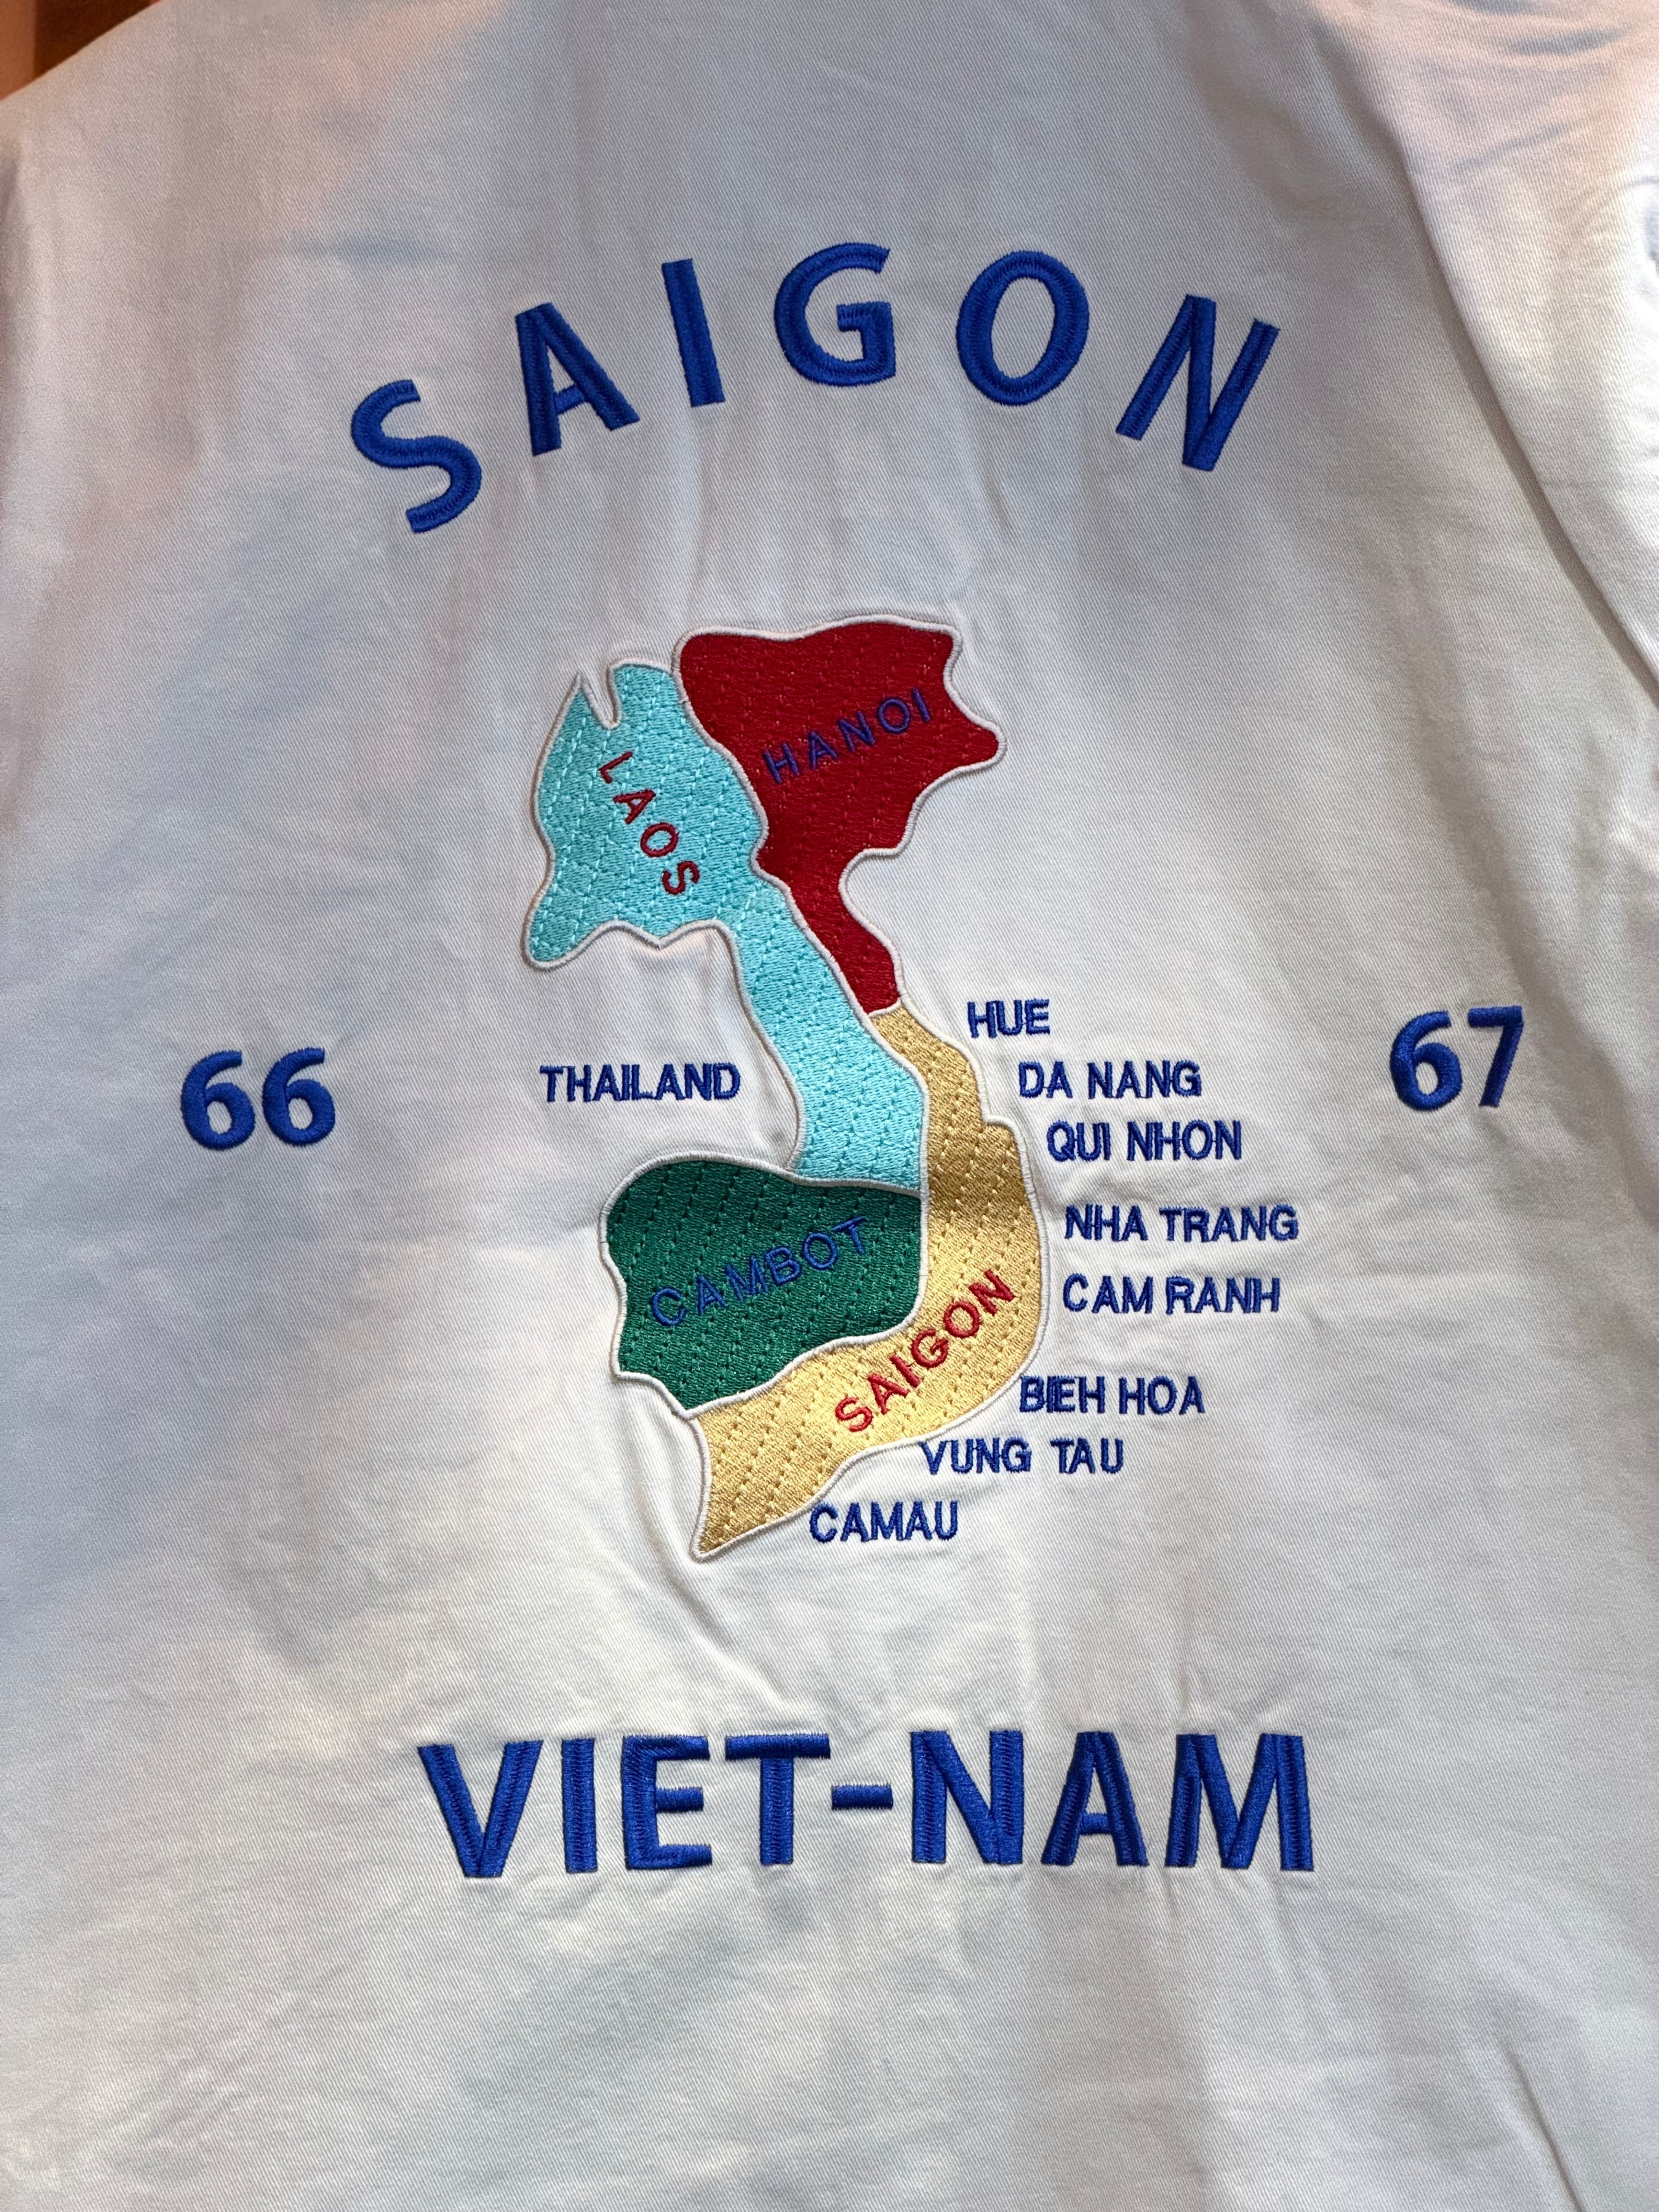 SAIGON
HANOI
LAOS
HUE
66
THAILAND
DA NANG
67
QUI NHON
NHA TRANG
CAMBOT
CAM RANH
SAIGON
BIEH HOA
VUNG TAU
CAMAU
VIET-NAM